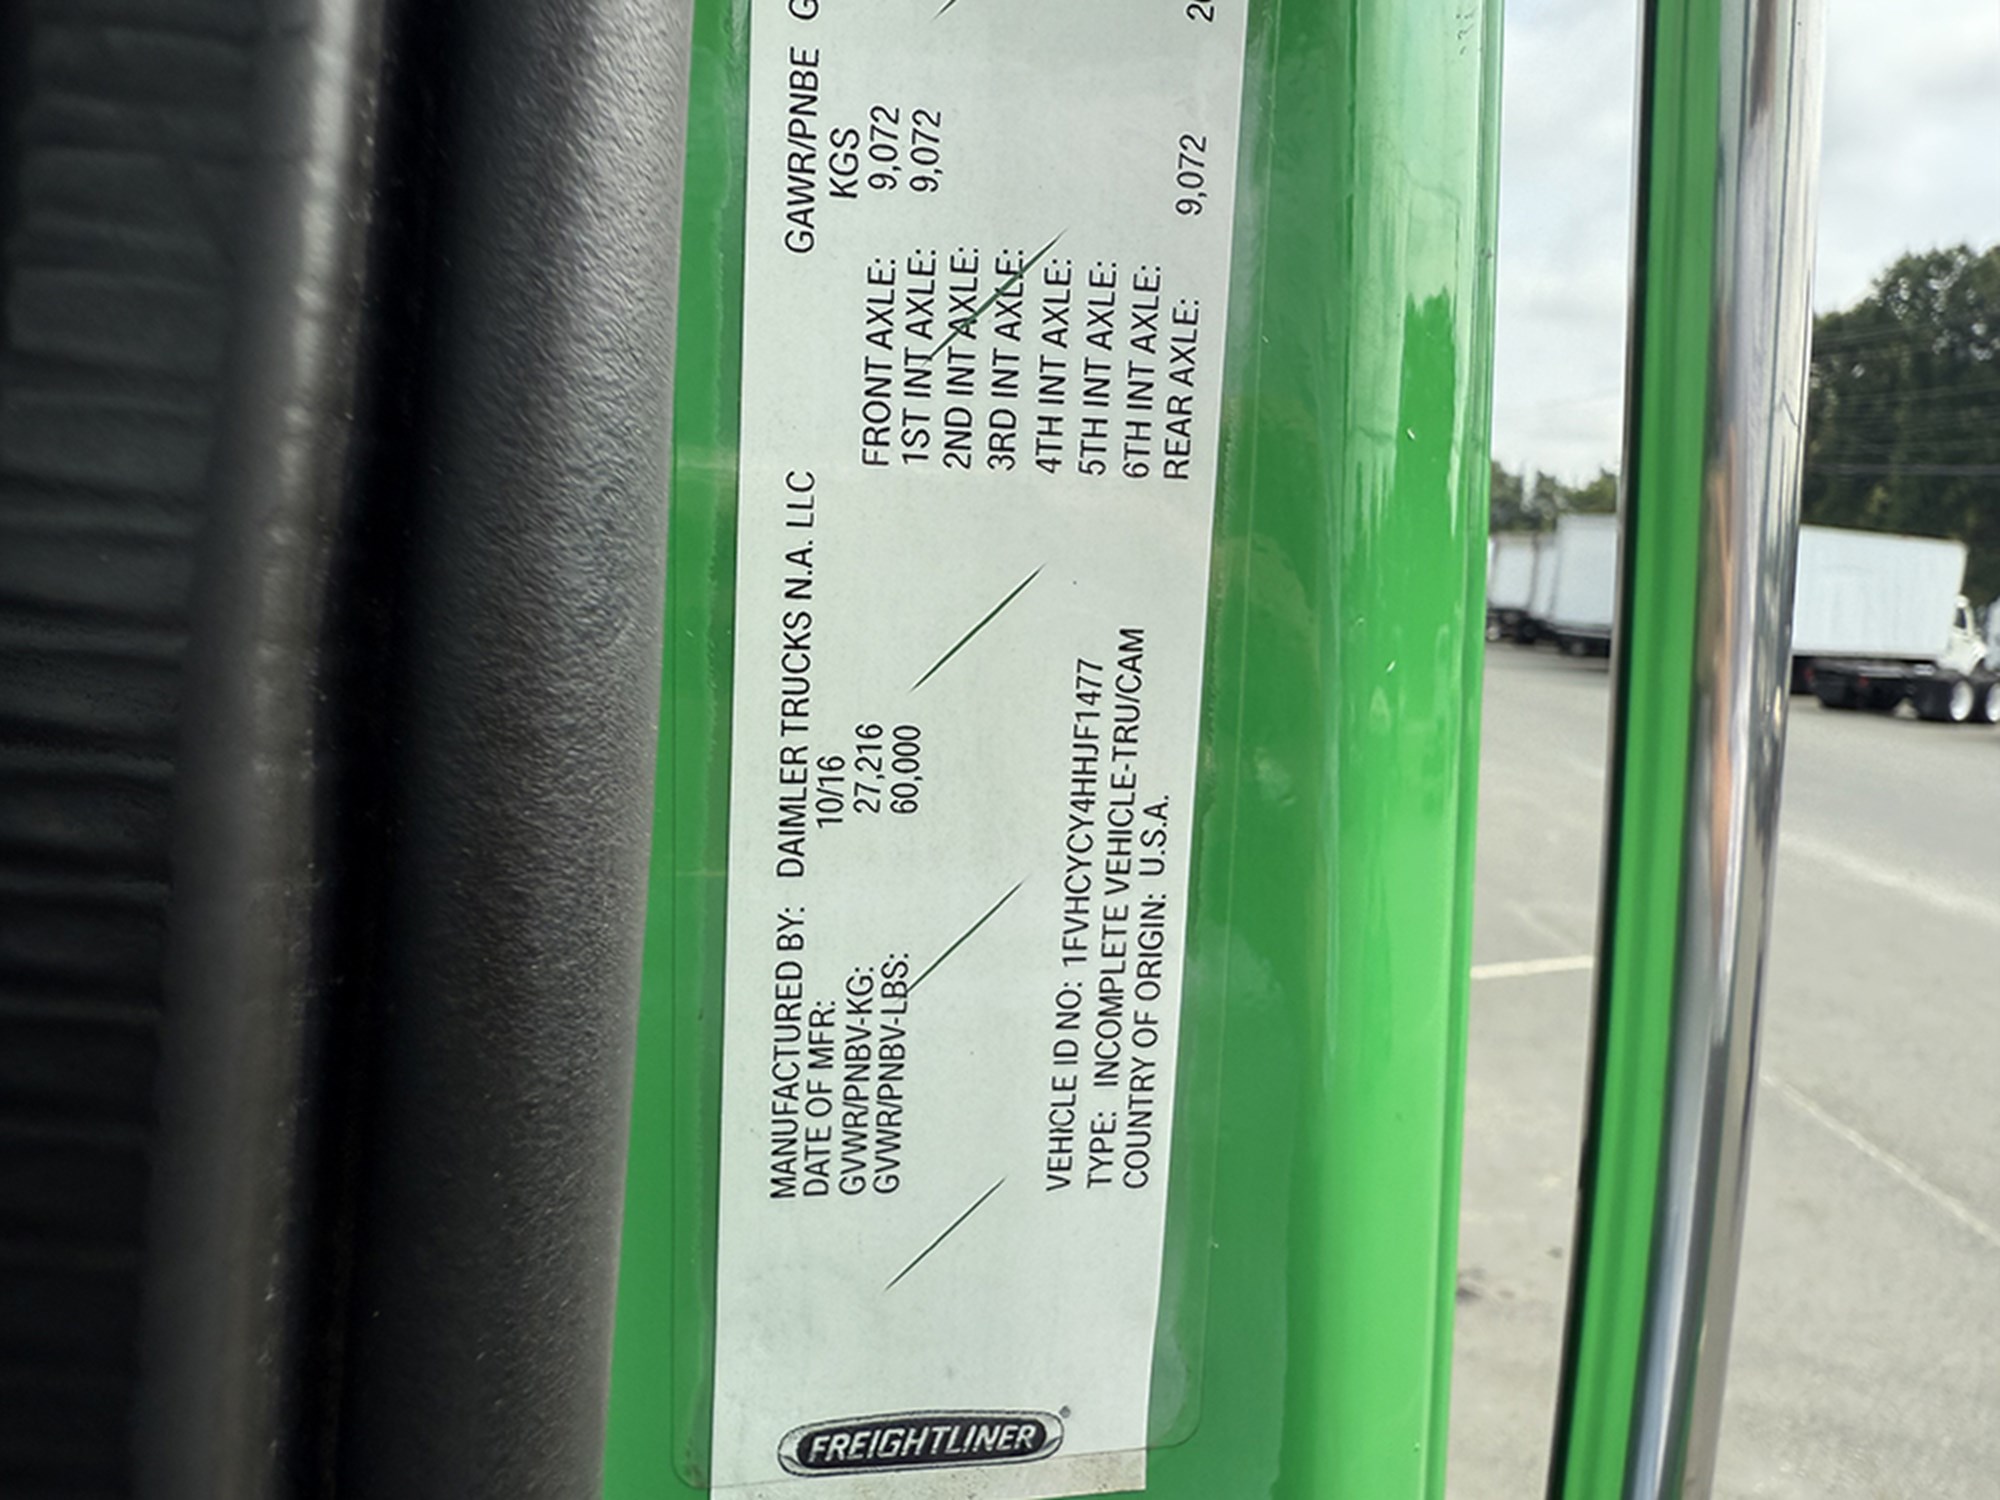 FREIGHTLINER®
MANUFACTURED BY: DAIMLER TRUCKS N.A. LLC
DATE OF MFR: 10/16
GVWR/PNBV-KG: 27,216
GVWR/PNBV-LBS: 60,000
VEHICLE ID NO: 1FVHCYCY4HHJF1477
TYPE: INCOMPLETE VEHICLE-TRU/CAM
COUNTRY OF ORIGIN: U.S.A.
GAWR/PNBE
KGS
FRONT AXLE: 9,072
1ST INT AXLE: 9,072
2ND INT AXLE:
3RD INT AXLE:
4TH INT AXLE:
5TH INT AXLE:
6TH INT AXLE:
REAR AXLE: 9,072